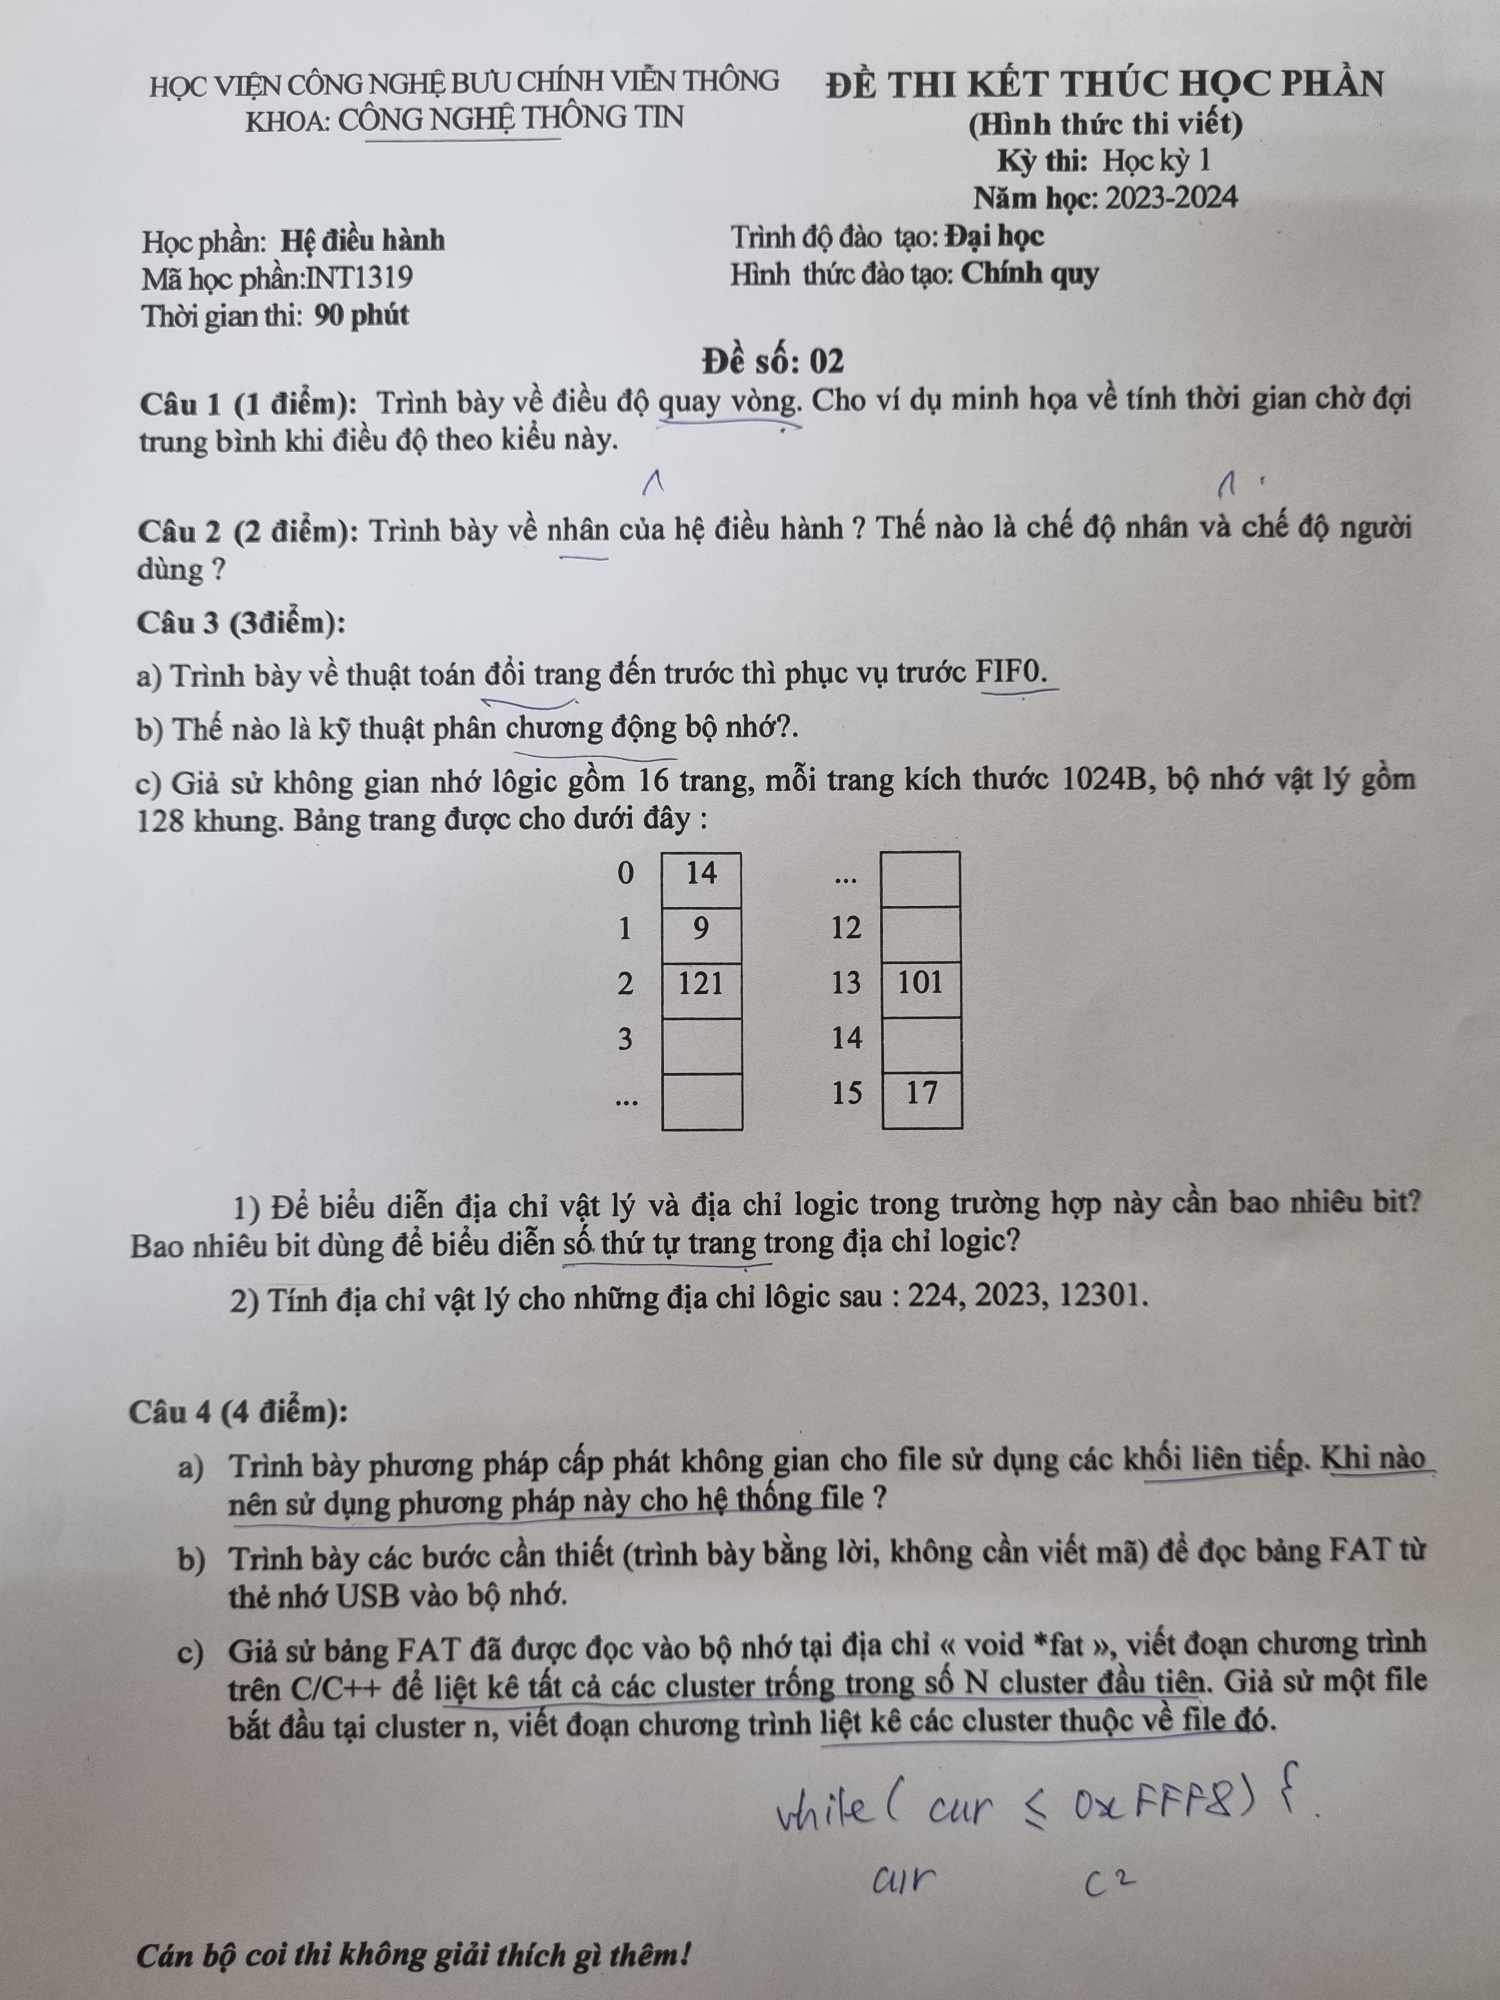 HỌC VIỆN CÔNG NGHỆ BƯU CHÍNH VIỄN THÔNG
KHOA: CÔNG NGHỆ THÔNG TIN
ĐỀ THI KẾT THÚC HỌC PHẦN
(Hình thức thi viết)
Kỳ thi: Học kỳ 1
Năm học: 2023-2024
Học phần: Hệ điều hành
Trình độ đào tạo: Đại học
Mã học phần:INT1319
Hình thức đào tạo: Chính quy
Thời gian thi: 90 phút
Đề số: 02
Câu 1 (1 điểm): Trình bày về điều độ quay vòng. Cho ví dụ minh họa về tính thời gian chờ đợi
trung bình khi điều độ theo kiểu này.
Câu 2 (2 điểm): Trình bày về nhân của hệ điều hành ? Thế nào là chế độ nhân và chế độ người
dùng ?
Câu 3 (3điểm):
a) Trình bày về thuật toán đổi trang đến trước thì phục vụ trước FIF0.
b) Thế nào là kỹ thuật phân chương động bộ nhớ?.
c) Giả sử không gian nhớ lôgic gồm 16 trang, mỗi trang kích thước 1024B, bộ nhớ vật lý gồm
128 khung. Bảng trang được cho dưới đây :
0 14 ...
1 9 12
2 121 13 101
3 14
... 15 17
1) Để biểu diễn địa chỉ vật lý và địa chỉ logic trong trường hợp này cần bao nhiêu bit?
Bao nhiêu bit dùng để biểu diễn số thứ tự trang trong địa chỉ logic?
2) Tính địa chỉ vật lý cho những địa chỉ lôgic sau : 224, 2023, 12301.
Câu 4 (4 điểm):
a) Trình bày phương pháp cấp phát không gian cho file sử dụng các khối liên tiếp. Khi nào
nên sử dụng phương pháp này cho hệ thống file ?
b) Trình bày các bước cần thiết (trình bày bằng lời, không cần viết mã) để đọc bảng FAT từ
thẻ nhớ USB vào bộ nhớ.
c) Giả sử bảng FAT đã được đọc vào bộ nhớ tại địa chỉ « void *fat », viết đoạn chương trình
trên C/C++ để liệt kê tất cả các cluster trống trong số N cluster đầu tiên. Giả sử một file
bắt đầu tại cluster n, viết đoạn chương trình liệt kê các cluster thuộc về file đó.
while ( cur ≤ 0xFFF8) {
cur
Cán bộ coi thi không giải thích gì thêm!